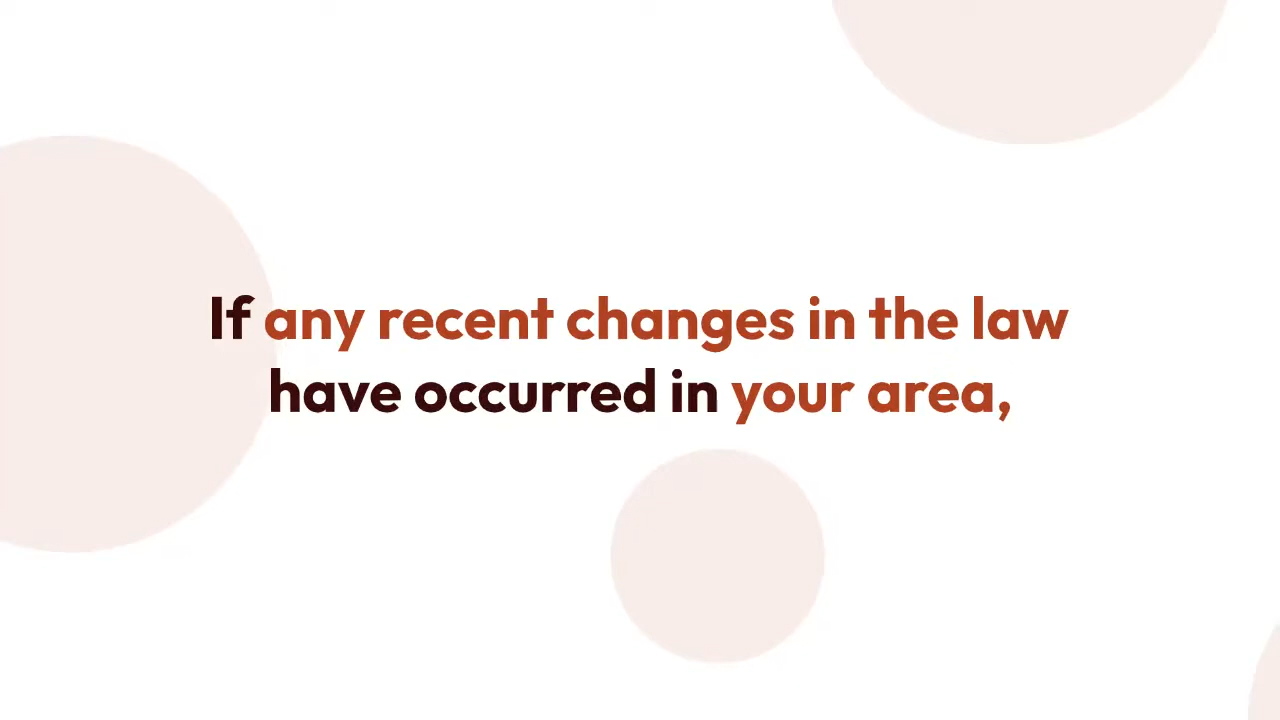 If any recent changes in the law
have occurred in your area,